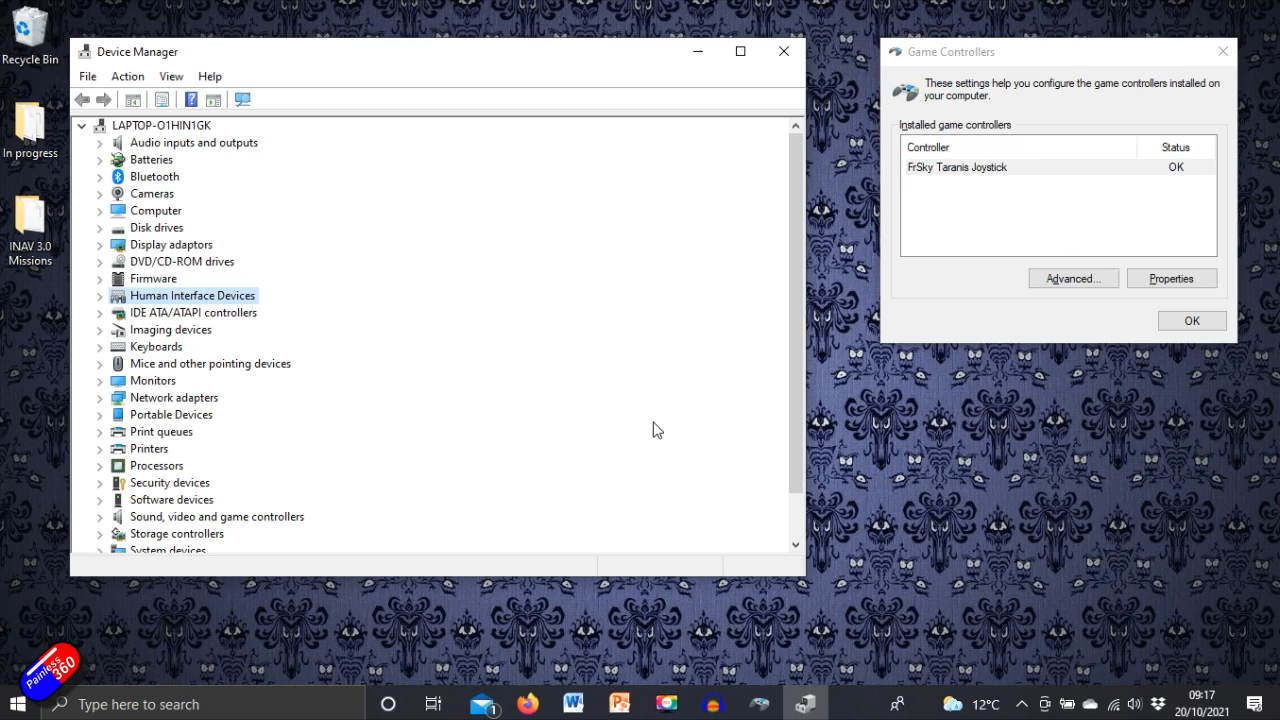 Recycle Bin
In progress
INAV 3.0
Missions
Device Manager
File Action View Help
LAPTOP-O1HIN1GK
Audio inputs and outputs
Batteries
Bluetooth
Cameras
Computer
Disk drives
Display adaptors
DVD/CD-ROM drives
Firmware
Human Interface Devices
IDE ATA/ATAPI controllers
Imaging devices
Keyboards
Mice and other pointing devices
Monitors
Network adapters
Portable Devices
Print queues
Printers
Processors
Security devices
Software devices
Sound, video and game controllers
Storage controllers
System devices
Game Controllers
These settings help you configure the game controllers installed on
your computer.
Installed game controllers
Controller Status
FrSky Taranis Joystick OK
Advanced... Properties
OK
Painless
360
Type here to search
1
12°C
09:17
20/10/2021